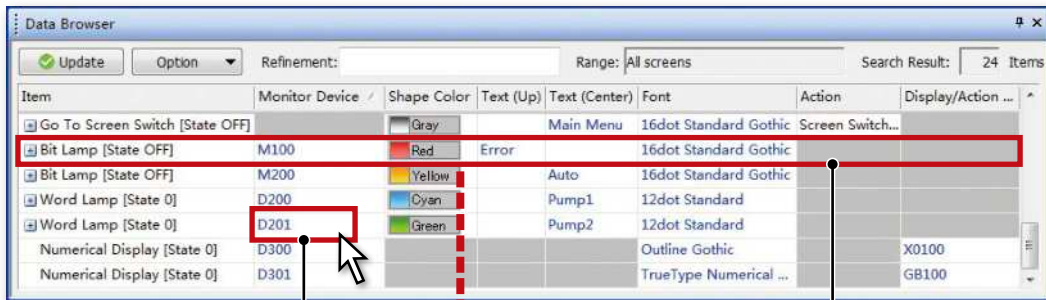 Data Browser
Update Option Refinement: Range: All screens Search Result: 24 Items
Item Monitor Device Shape Color Text (Up) Text (Center) Font Action Display/Action ...
Go To Screen Switch [State OFF] Gray Main Menu 16dot Standard Gothic Screen Switch...
Bit Lamp [State OFF] M100 Red Error 16dot Standard Gothic
Bit Lamp [State OFF] M200 Yellow Auto 16dot Standard Gothic
Word Lamp [State 0] D200 Cyan Pump1 12dot Standard
Word Lamp [State 0] D201 Green Pump2 12dot Standard
Numerical Display [State 0] D300 Outline Gothic X0100
Numerical Display [State 0] D301 TrueType Numerical ... GB100